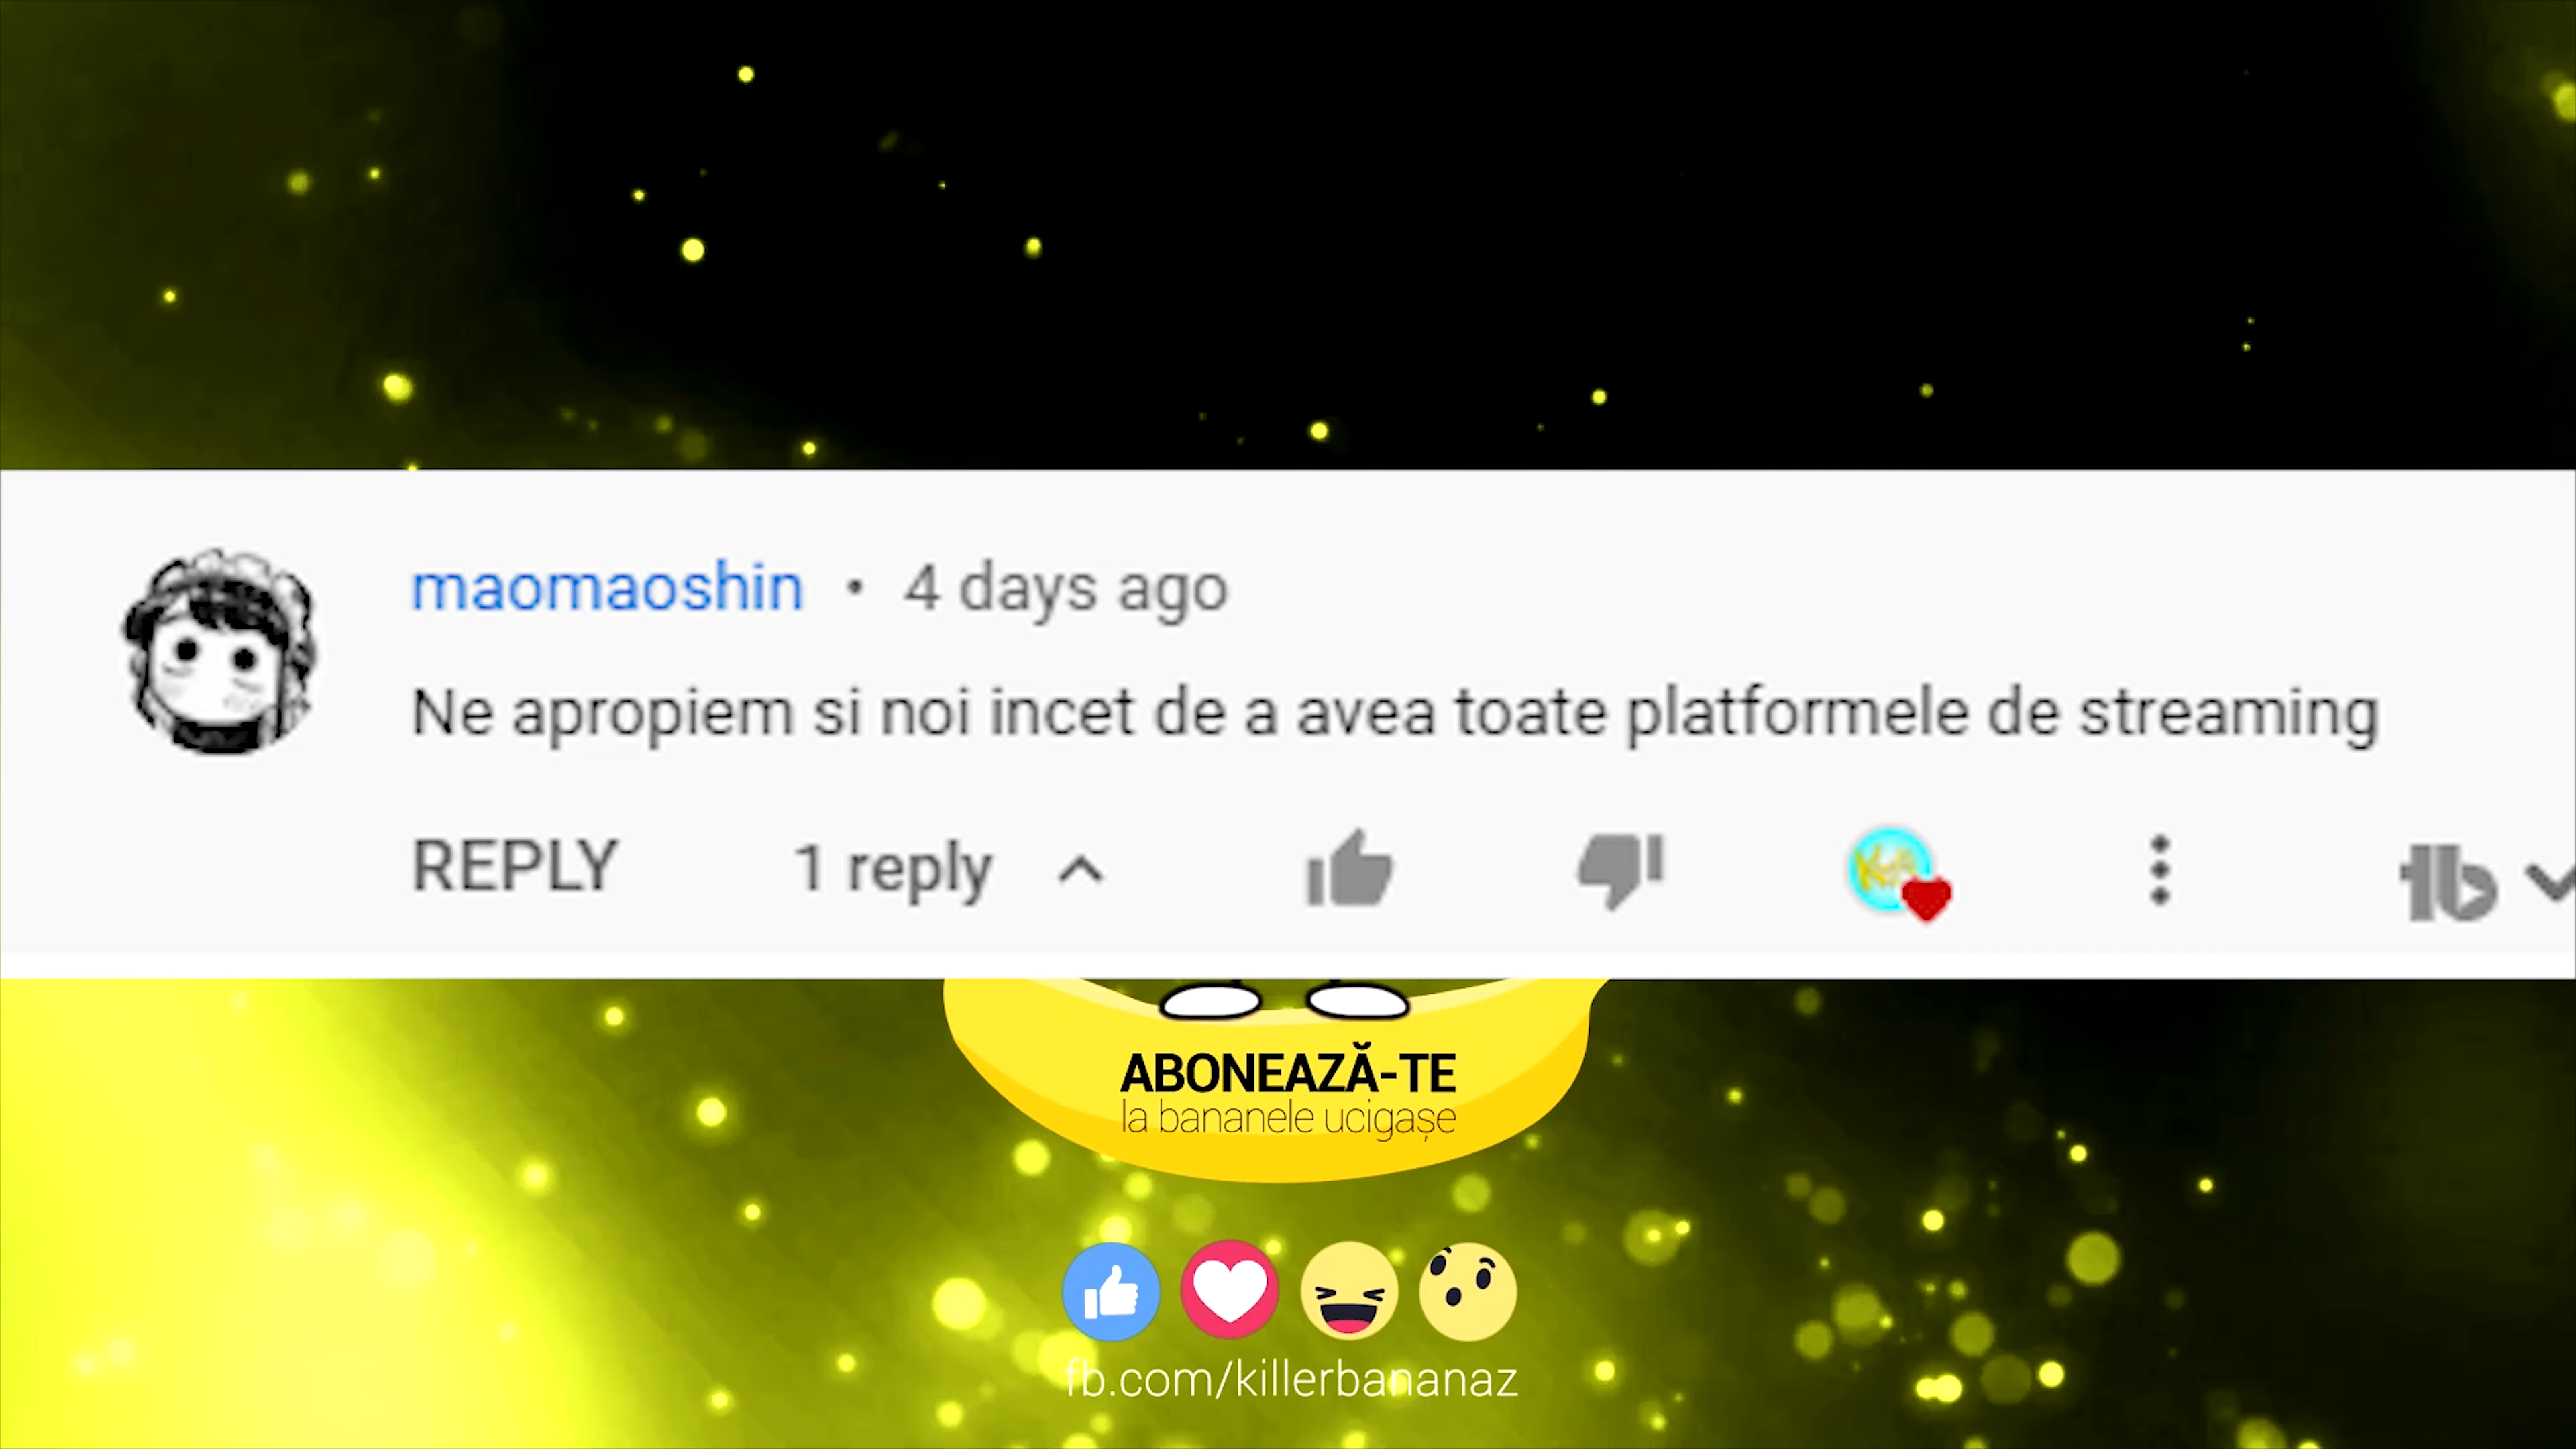 maomaoshin • 4 days ago
Ne apropiem si noi incet de a avea toate platformele de streaming
REPLY 1 reply
ABONEAZĂ-TE
la bananele ucigașe
fb.com/killerbananaz